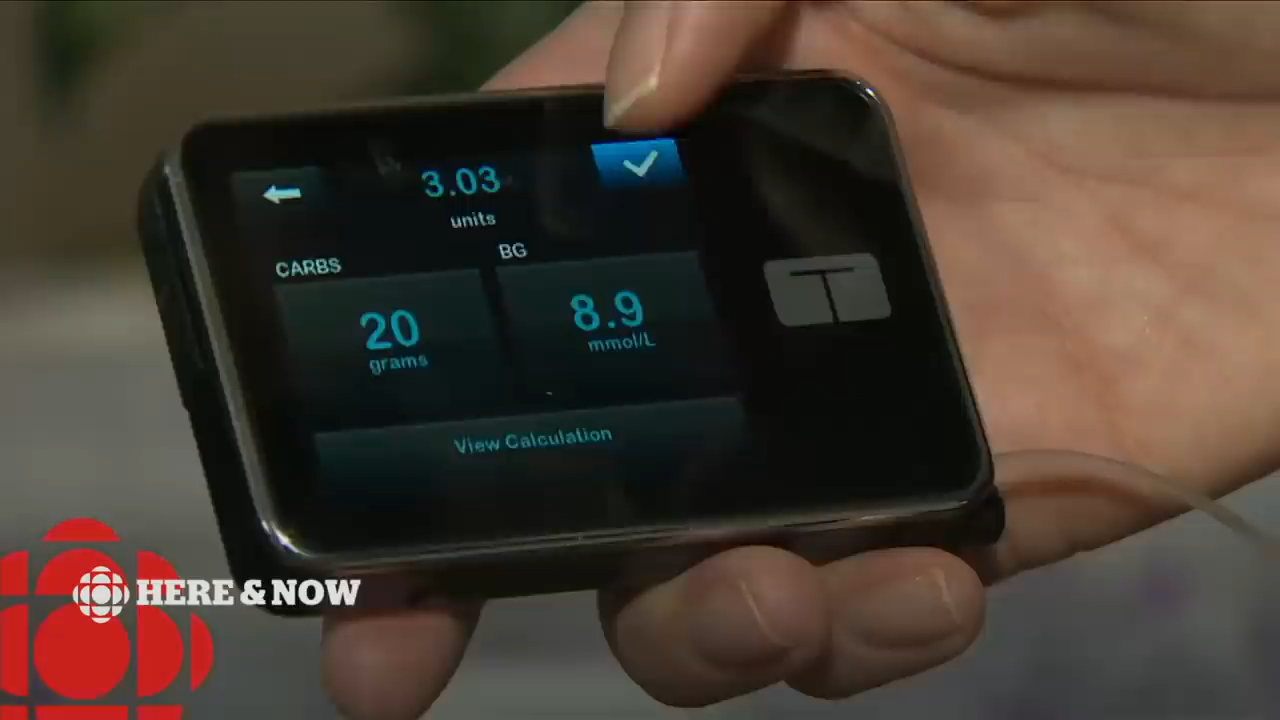 3.03
units
CARBS
BG
20
grams
8.9
mmol/L
View Calculation
T
HERE & NOW